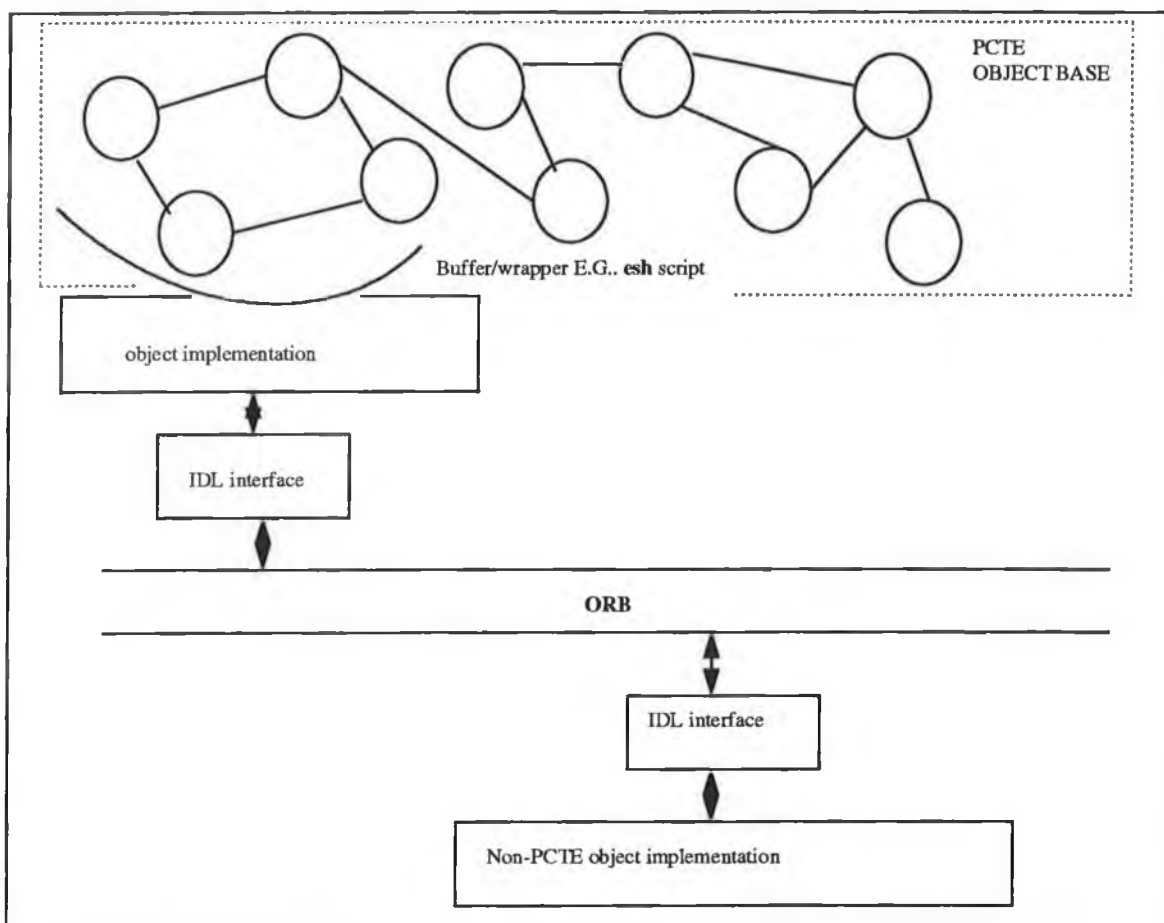 PCTE
OBJECT BASE
Buffer/wrapper E.G.. esh script
object implementation
IDL interface
ORB
IDL interface
Non-PCTE object implementation